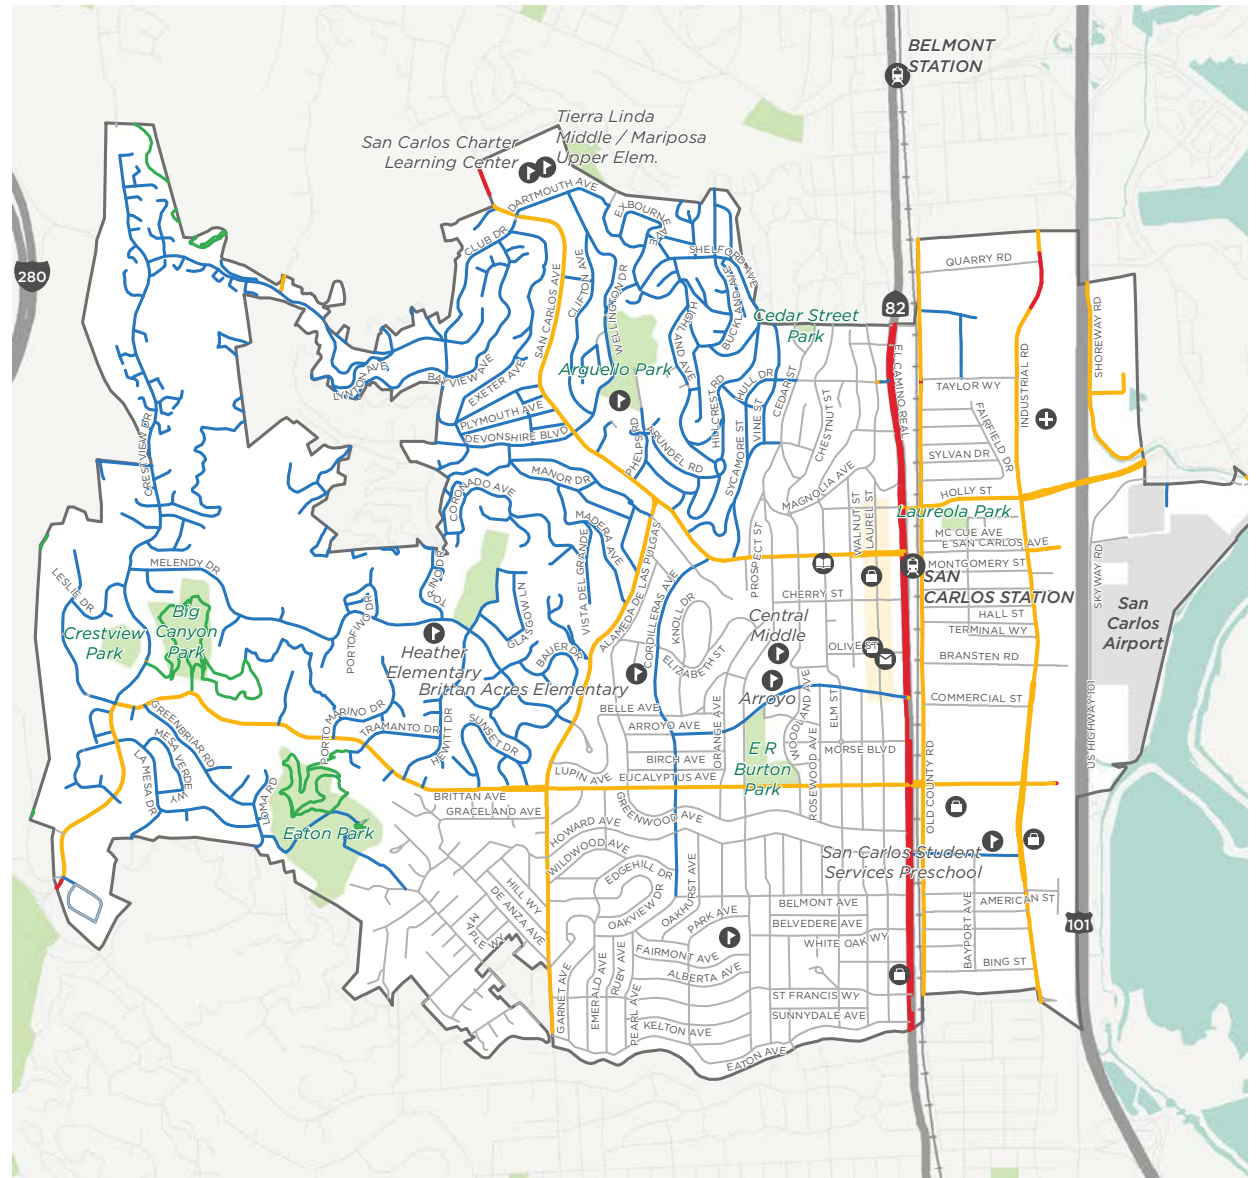 BELMONT
STATION
Tierra Linda
Middle / Mariposa
Upper Elem.
San Carlos Charter
Learning Center
DARTMOUTH AVE
EXBOURNE AVE
CLUB DR
SHELFORD AVE
QUARRY RD
280
SAN CARLOS AVE
CLIFTON AVE
WELLINGTON DR
HIGHLAND AVE
BUCKLAND AVE
82
Cedar Street
Park
SHOREWAY RD
INDUSTRIAL RD
EL CAMINO REAL
LYNTON AVE
BAYVIEW AVE
EXETER AVE
Arguello Park
HULL DR
CEDAR ST
TAYLOR WY
FAIRFIELD DR
PLYMOUTH AVE
DEVONSHIRE BLVD
PHELPS RD
ARUNDEL RD
HILLCREST RD
SYCAMORE ST
VINE ST
CHESTNUT ST
CRESTVIEW DR
SYLVAN DR
MANOR DR
CORONADO AVE
MAGNOLIA AVE
HOLLY ST
Laureola Park
MADERA AVE
WALNUT ST
LAUREL ST
MC CUE AVE
E SAN CARLOS AVE
MONTGOMERY ST
MELENDY DR
LESLIE DR
TORINO DR
VISTA DEL GRANDE
ALAMEDA DE LAS PULGAS
CORDILLERAS AVE
PROSPECT ST
SKYWAY RD
SAN
CARLOS STATION
CHERRY ST
HALL ST
TERMINAL WY
San
Carlos
Airport
Big
Canyon
Park
Crestview
Park
PORTOFINO DR
GLASGOW LN
KNOLL DR
Central
Middle
OLIVE ST
BRANSTEN RD
Heather
Elementary
BAUER DR
ELIZABETH ST
Brittan Acres Elementary
Arroyo
COMMERCIAL ST
BELLE AVE
ARROYO AVE
ORANGE AVE
WOODLAND AVE
ELM ST
GREENBRIAR RD
MESA VERDE WY
LA MESA DR
PORTO MARINO DR
TRAMANTO DR
HEWITT DR
SUNSET DR
US HIGHWAY 101
BIRCH AVE
MORSE BLVD
E R
Burton
Park
LUPIN AVE
EUCALYPTUS AVE
ROSEWOOD AVE
OLD COUNTY RD
LOMA RD
BRITTAN AVE
GRACELAND AVE
GREENWOOD AVE
Eaton Park
HOWARD AVE
WILDWOOD AVE
San Carlos Student
Services Preschool
EDGEHILL DR
HILL WY
DE ANZA AVE
MAPLE WY
OAKVIEW DR
OAKHURST AVE
PARK AVE
BELMONT AVE
AMERICAN ST
BELVEDERE AVE
101
WHITE OAK WY
BAYPORT AVE
FAIRMONT AVE
ALBERTA AVE
BING ST
GARNET AVE
EMERALD AVE
RUBY AVE
PEARL AVE
ST FRANCIS WY
SUNNYDALE AVE
KELTON AVE
EATON AVE